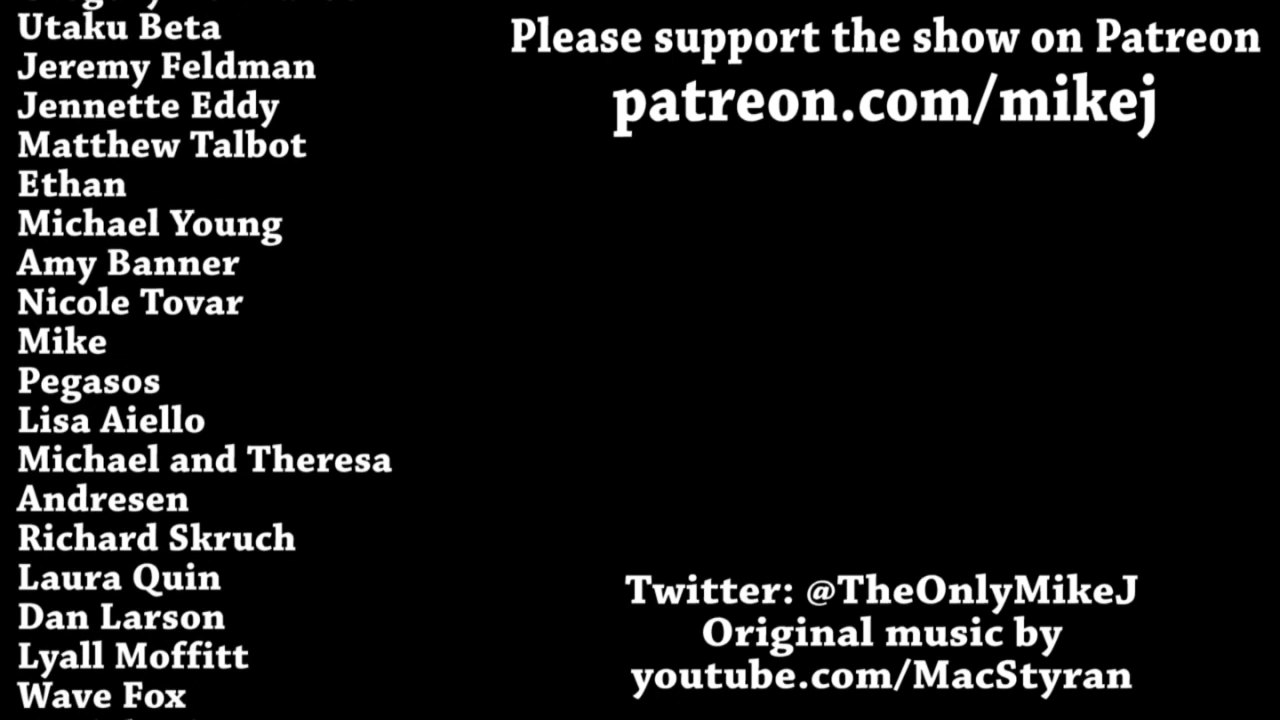 Utaku Beta
Jeremy Feldman
Jennette Eddy
Matthew Talbot
Ethan
Michael Young
Amy Banner
Nicole Tovar
Mike
Pegasos
Lisa Aiello
Michael and Theresa
Andresen
Richard Skruch
Laura Quin
Dan Larson
Lyall Moffitt
Wave Fox
Please support the show on Patreon
patreon.com/mikej
Twitter: @TheOnlyMikeJ
Original music by
youtube.com/MacStyran